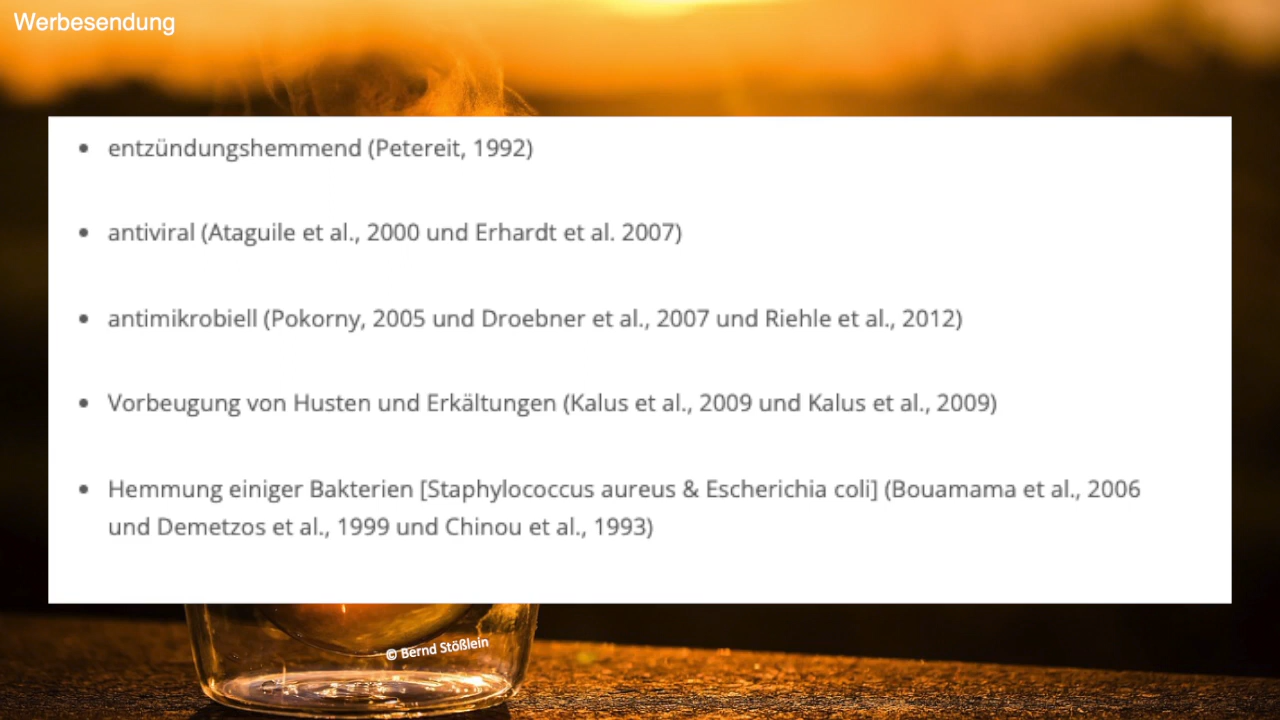 Werbesendung
• entzündungshemmend (Petereit, 1992)
• antiviral (Ataguile et al., 2000 und Erhardt et al. 2007)
• antimikrobiell (Pokorny, 2005 und Droebner et al., 2007 und Riehle et al., 2012)
• Vorbeugung von Husten und Erkältungen (Kalus et al., 2009 und Kalus et al., 2009)
• Hemmung einiger Bakterien [Staphylococcus aureus & Escherichia coli] (Bouamama et al., 2006
und Demetzos et al., 1999 und Chinou et al., 1993)
© Bernd Stößlein